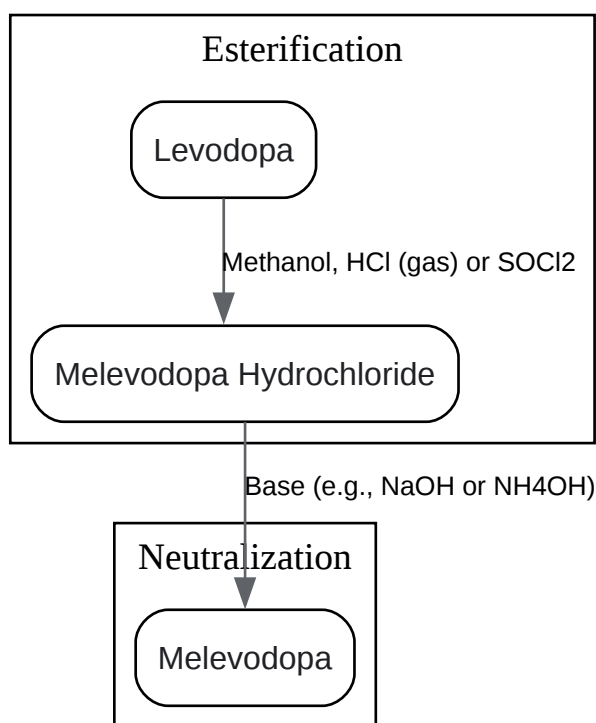 Esterification
Levodopa
Methanol, HCl (gas) or SOCl2
Melevodopa Hydrochloride
Base (e.g., NaOH or NH4OH)
Neutralization
Melevodopa